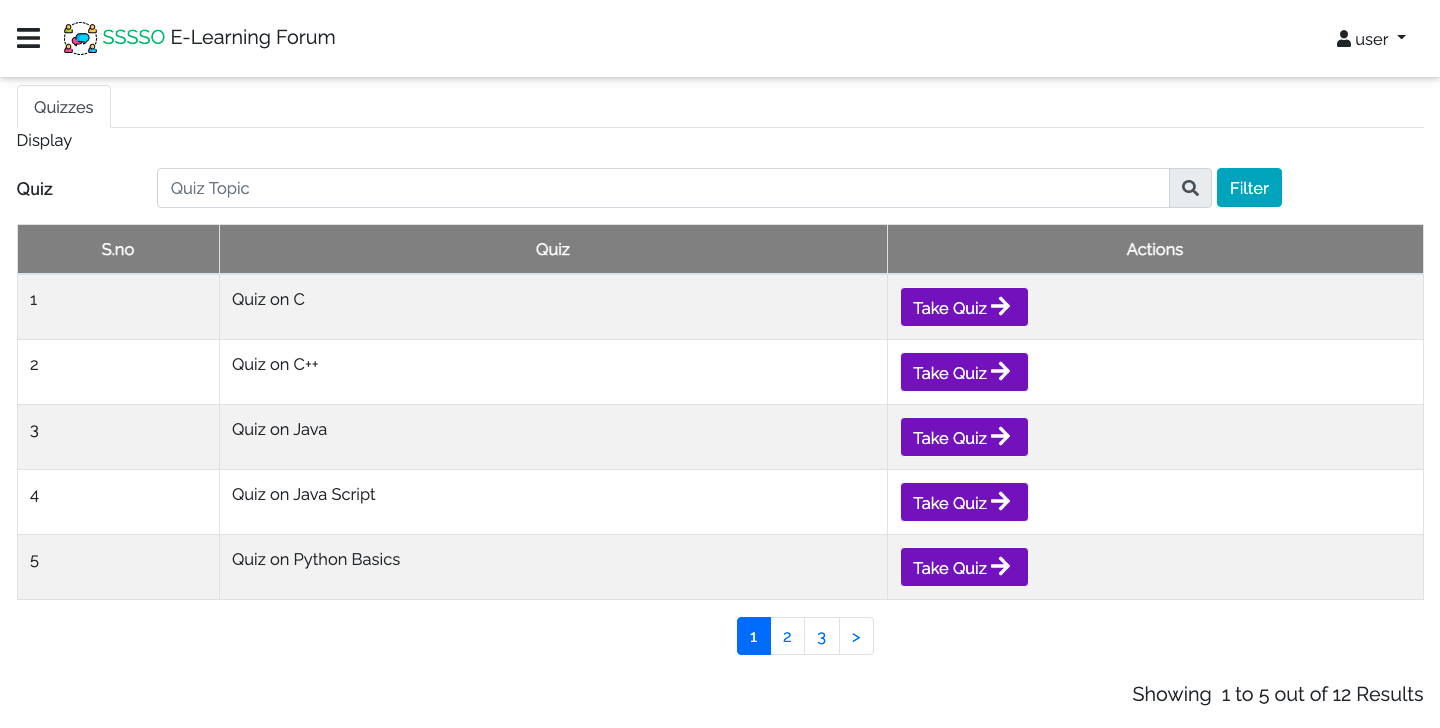 SSSSO E-Learning Forum
user
Quizzes
Display
Quiz
Quiz Topic
Filter
S.no Quiz Actions
1 Quiz on C Take Quiz
2 Quiz on C++ Take Quiz
3 Quiz on Java Take Quiz
4 Quiz on Java Script Take Quiz
5 Quiz on Python Basics Take Quiz
1 2 3 >
Showing 1 to 5 out of 12 Results